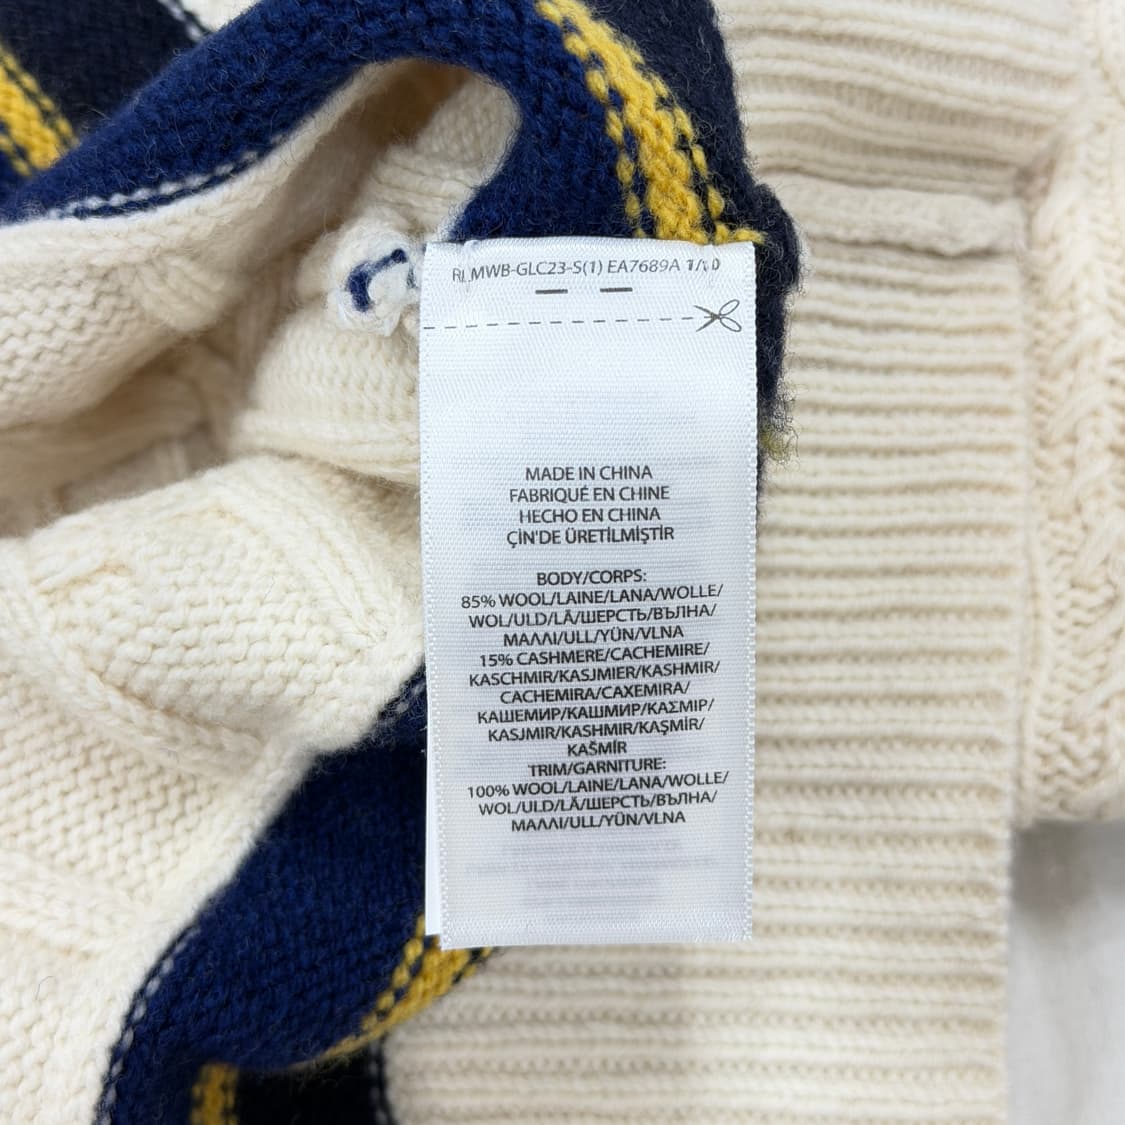 RL MWB-GLC23-S(1) EA7689A 1/10
MADE IN CHINA
FABRIQUÉ EN CHINE
HECHO EN CHINA
ÇİN'DE ÜRETİLMİŞTİR
BODY/CORPS:
85% WOOL/LAINE/LANA/WOLLE/
WOL/ULD/LÃ/ШЕРСТЬ/ВЪЛНА/
ΜΑΛΛΙ/ULL/YÜN/VLNA
15% CASHMERE/CACHEMIRE/
KASCHMIR/KASJMIER/KASHMIR/
CACHEMIRA/CAXEMIRA/
КАШЕМИР/КАШМИР/ΚΑΣΜΙΡ/
KASJMIR/KASHMIR/KAŞMİR/
KAŠMÍR
TRIM/GARNITURE:
100% WOOL/LAINE/LANA/WOLLE/
WOL/ULD/LÃ/ШЕРСТЬ/ВЪЛНА/
ΜΑΛΛΙ/ULL/YÜN/VLNA